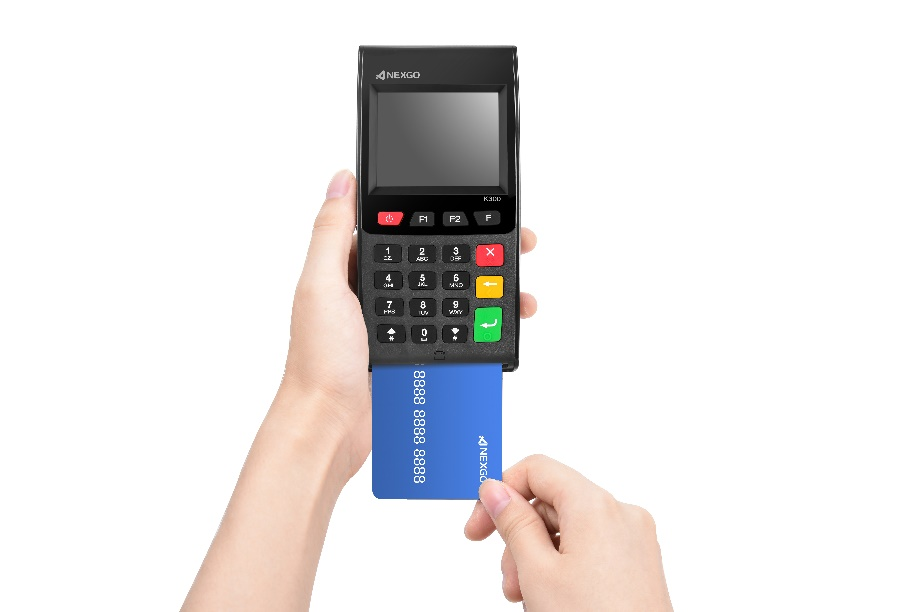 NEXGO
K300
F1 F2 F
1 2 3
QZ. ABC DEF
4 5 6
GHI JKL MNO
7 8 9
PRS TUV WXY
* 0 #
8888 8888 8888
NEXGO